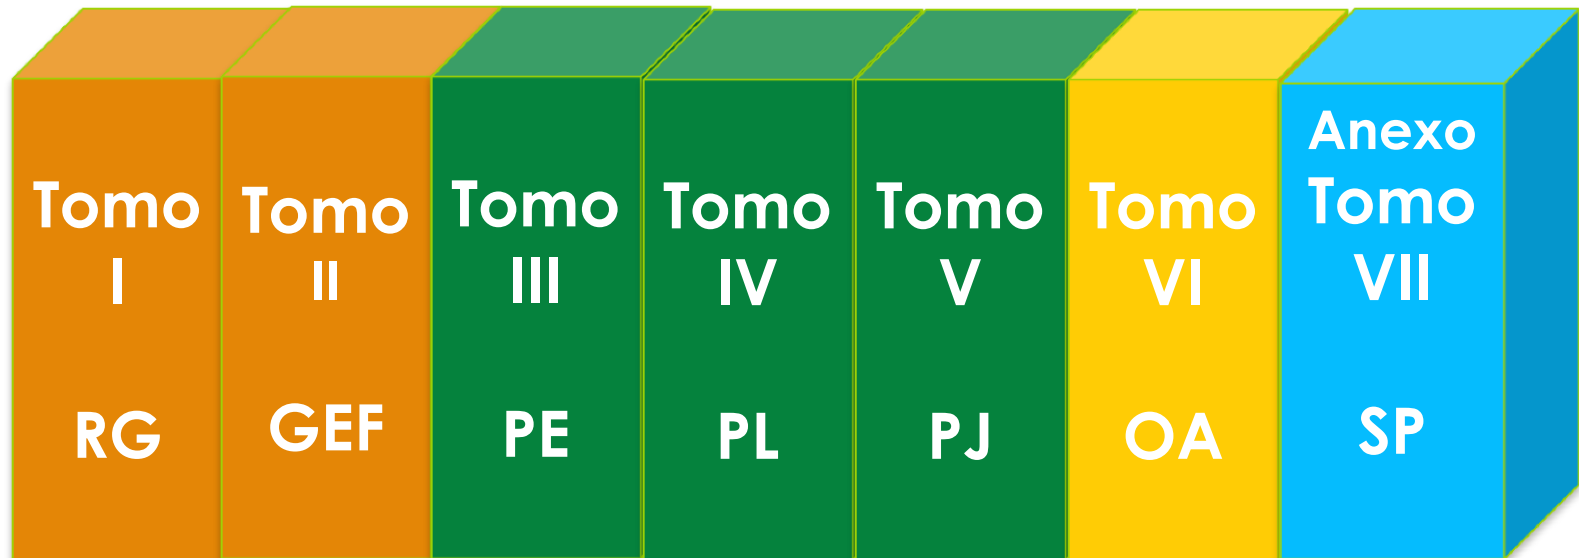 Tomo
I
RG
Tomo
II
GEF
Tomo
III
PE
Tomo
IV
PL
Tomo
V
PJ
Tomo
VI
OA
Anexo
Tomo
VII
SP